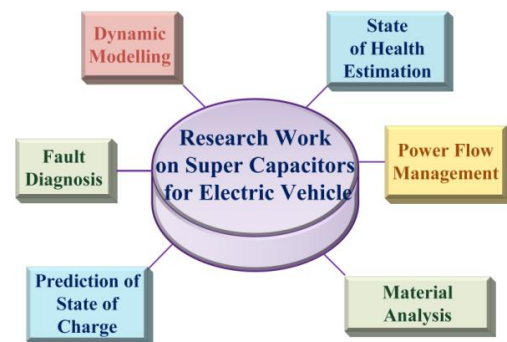 Dynamic
Modelling
State
of Health
Estimation
Research Work
on Super Capacitors
for Electric Vehicle
Fault
Diagnosis
Power Flow
Management
Prediction of
State of
Charge
Material
Analysis